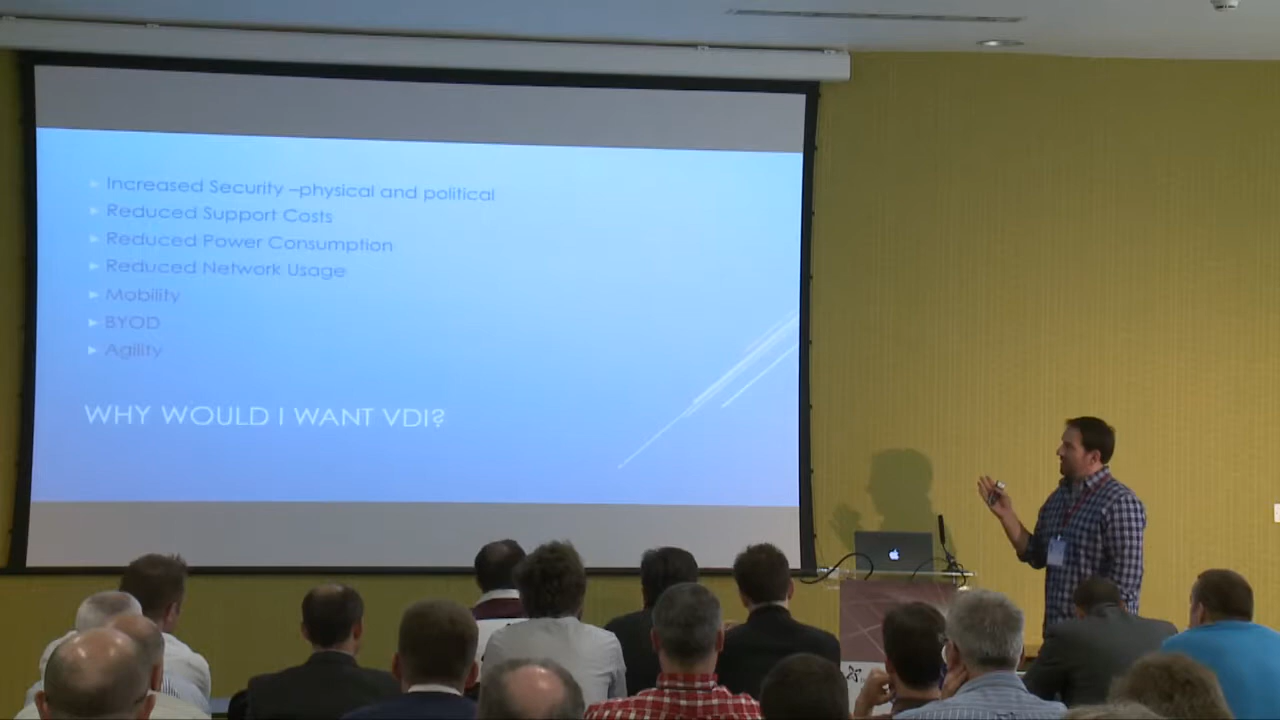 Increased Security –physical and political
Reduced Support Costs
Reduced Power Consumption
Reduced Network Usage
Mobility
BYOD
Agility
WHY WOULD I WANT VDI?